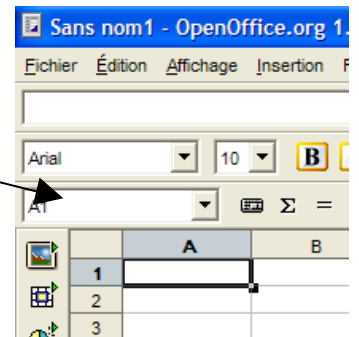 Sans nom1 - OpenOffice.org 1.
Fichier Édition Affichage Insertion F
Arial 10 B
A1 Σ =
A B
1
2
3